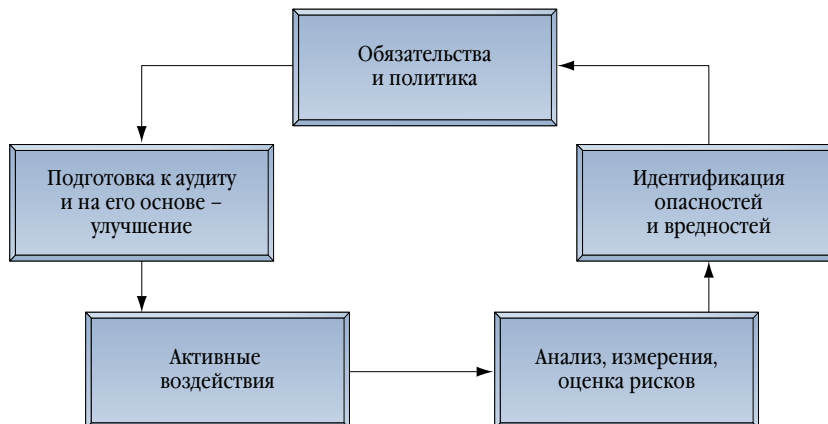 Обязательства
и политика
Подготовка к аудиту
и на его основе –
улучшение
Идентификация
опасностей
и вредностей
Активные
воздействия
Анализ, измерения,
оценка рисков